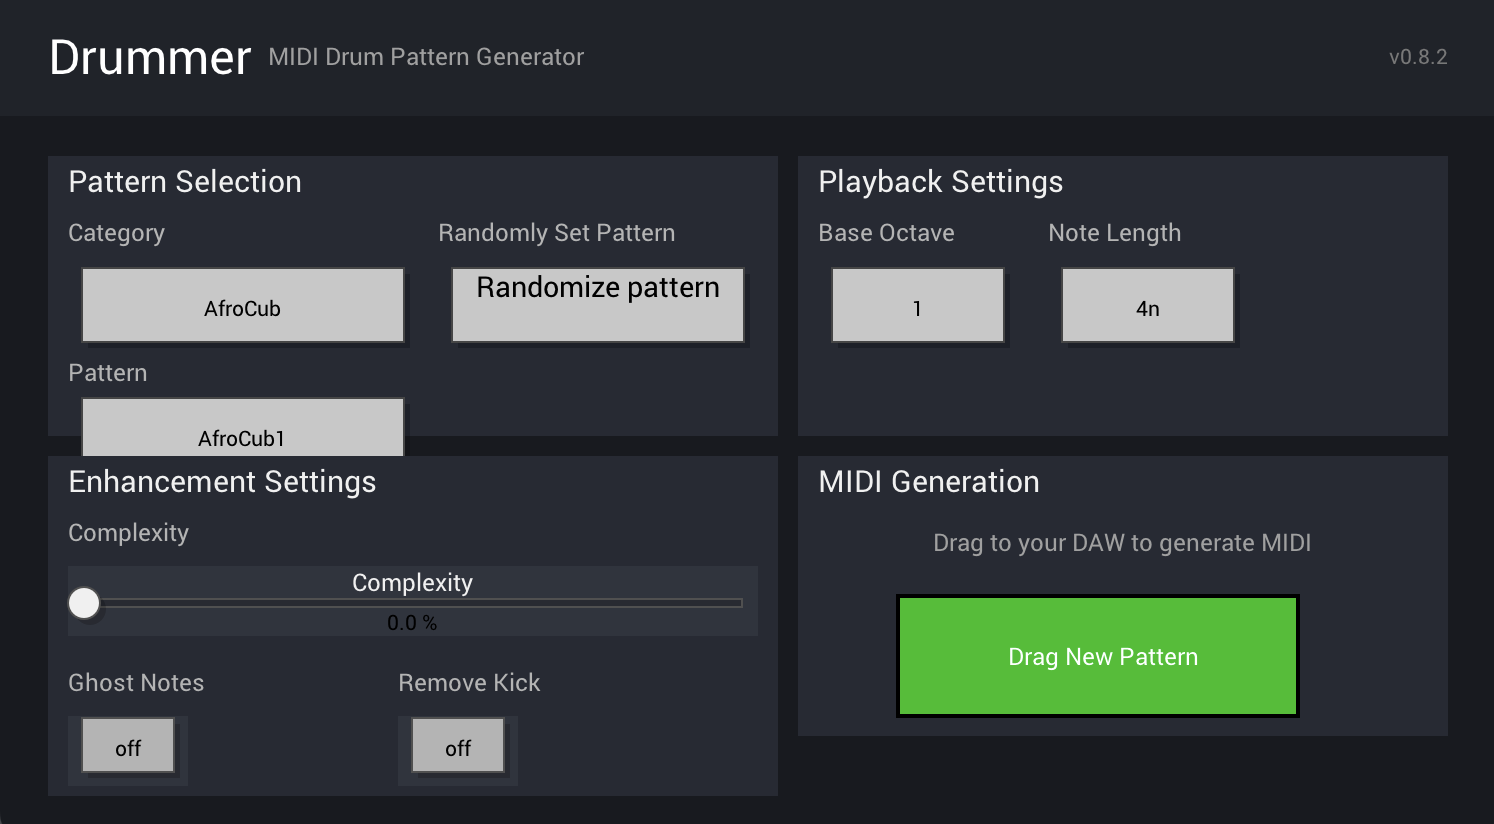 Drummer MIDI Drum Pattern Generator v0.8.2
Pattern Selection
Category
Randomly Set Pattern
AfroCub
Randomize pattern
Pattern
AfroCub1
Playback Settings
Base Octave
Note Length
1
4n
Enhancement Settings
Complexity
Complexity
0.0 %
Ghost Notes
Remove Kick
off
off
MIDI Generation
Drag to your DAW to generate MIDI
Drag New Pattern